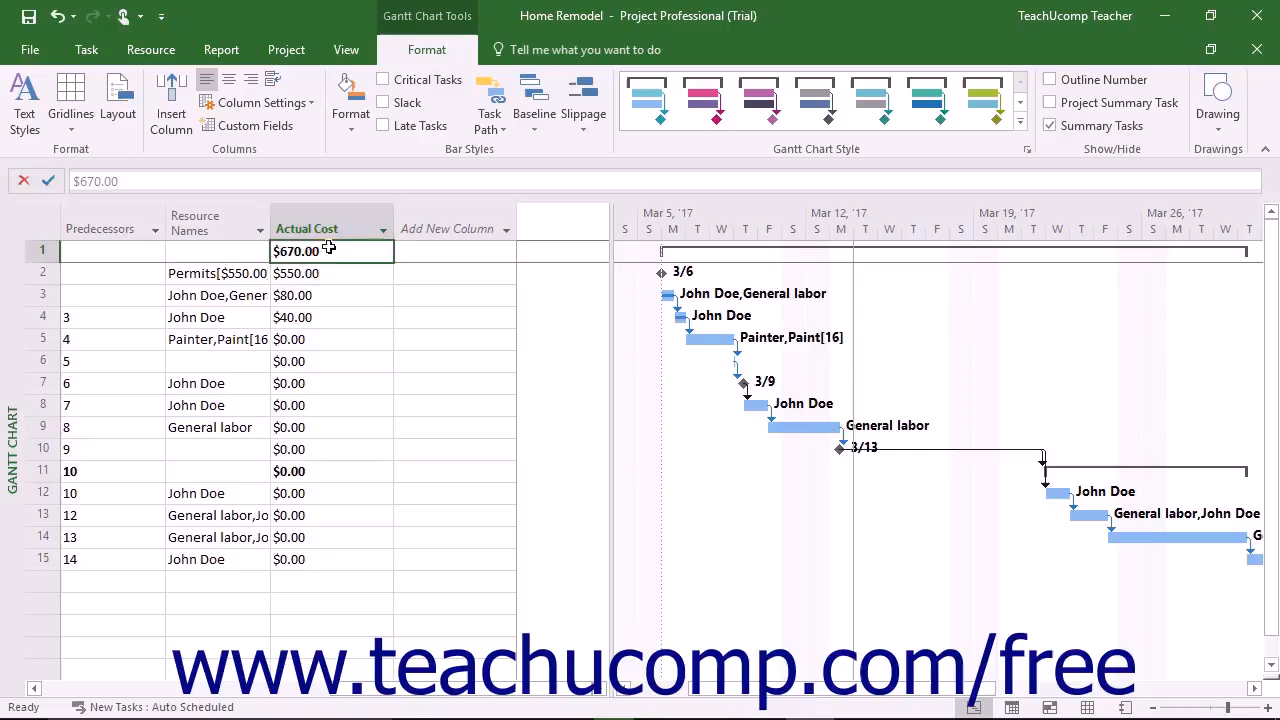 Gantt Chart Tools
Home Remodel - Project Professional (Trial)
TeachUcomp Teacher
File Task Resource Report Project View Format Tell me what you want to do
Text Styles
Gridlines
Layout
Format
Insert Column
Column Settings
Custom Fields
Columns
Format
Critical Tasks
Slack
Late Tasks
Task Path
Baseline
Slippage
Bar Styles
Gantt Chart Style
Outline Number
Project Summary Task
Summary Tasks
Show/Hide
Drawing
Drawings
$670.00
Predecessors Resource Names Actual Cost Add New Column
Mar 5, '17 Mar 12, '17 Mar 19, '17 Mar 26, '17
S S M T W T F S S M T W T F S S M T W T F S S M T W T
1 $670.00
2 Permits[$550.00 $550.00 3/6
3 John Doe,Gener $80.00 John Doe,General labor
4 3 John Doe $40.00 John Doe
5 4 Painter,Paint[16 $0.00 Painter,Paint[16]
6 5 $0.00
7 6 John Doe $0.00 3/9
8 7 John Doe $0.00 John Doe
9 8 General labor $0.00 General labor
10 9 $0.00 3/13
11 10 $0.00
12 10 John Doe $0.00 John Doe
13 12 General labor,Jo $0.00 General labor,John Doe
14 13 General labor,Jo $0.00 G
15 14 John Doe $0.00
GANTT CHART
www.teachucomp.com/free
Ready New Tasks : Auto Scheduled